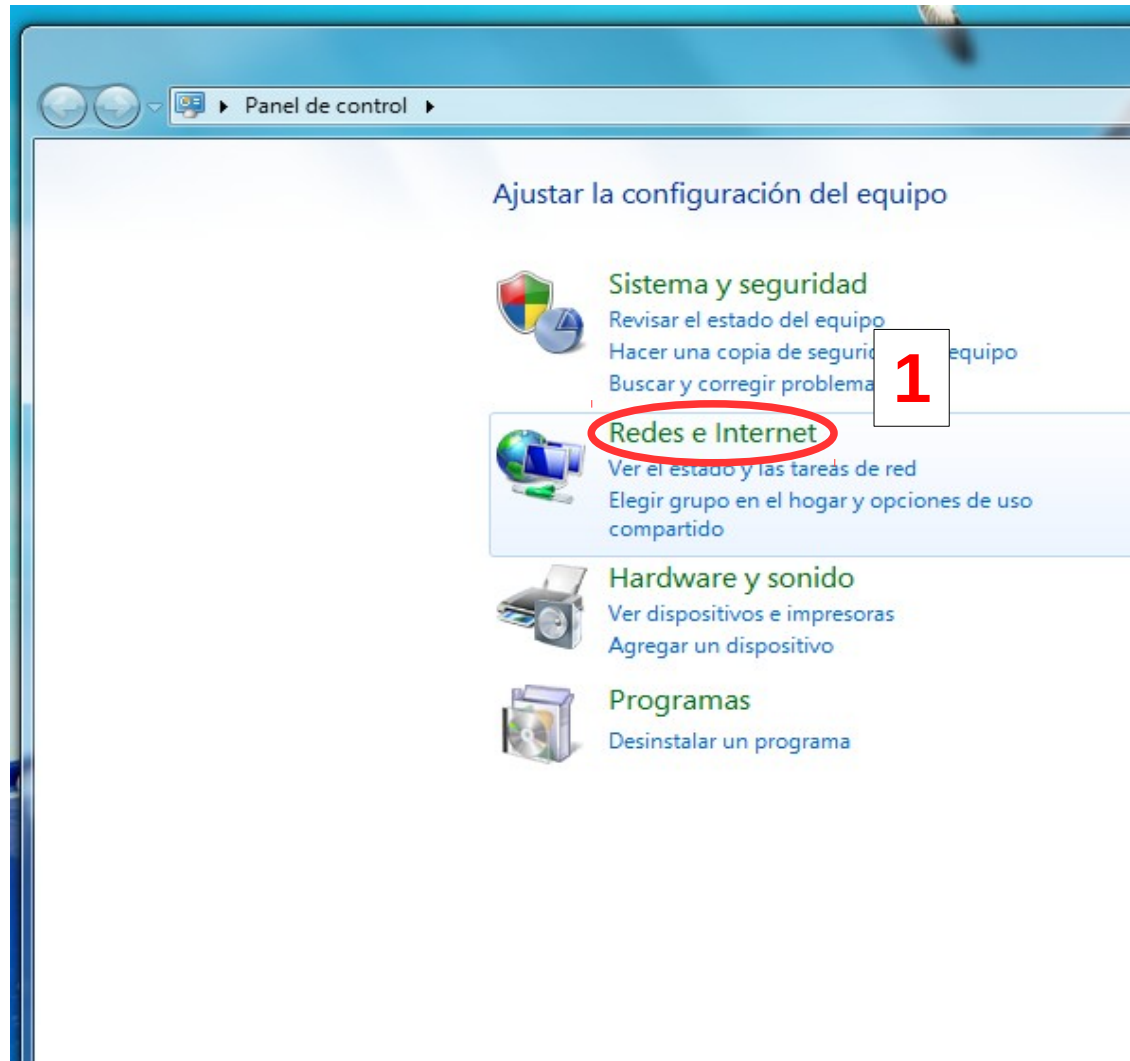 Panel de control
Ajustar la configuración del equipo
Sistema y seguridad
Revisar el estado del equipo
Hacer una copia de equipo
Buscar y corregir
1
Redes e Internet
Ver el estado y las tareas de red
Elegir grupo en el hogar y opciones de uso
compartido
Hardware y sonido
Ver dispositivos e impresoras
Agregar un dispositivo
Programas
Desinstalar un programa